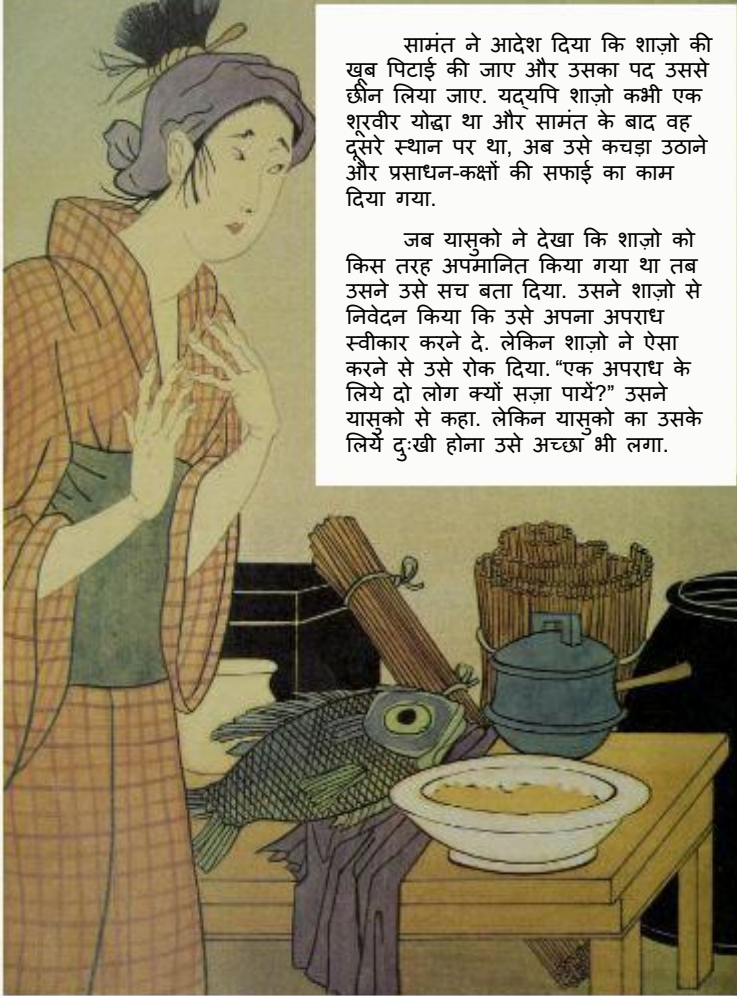 सामंत ने आदेश दिया कि शाज़ो की
खूब पिटाई की जाए और उसका पद उससे
छीन लिया जाए. यद्यपि शाज़ो कभी एक
शूरवीर योद्धा था और सामंत के बाद वह
दूसरे स्थान पर था, अब उसे कचड़ा उठाने
और प्रसाधन-कक्षों की सफाई का काम
दिया गया.
जब यासुको ने देखा कि शाज़ो को
किस तरह अपमानित किया गया था तब
उसने उसे सच बता दिया. उसने शाज़ो से
निवेदन किया कि उसे अपना अपराध
स्वीकार करने दे. लेकिन शाज़ो ने ऐसा
करने से उसे रोक दिया. “एक अपराध के
लिये दो लोग क्यों सज़ा पायें?” उसने
यासुको से कहा. लेकिन यासुको का उसके
लिये दुःखी होना उसे अच्छा भी लगा.